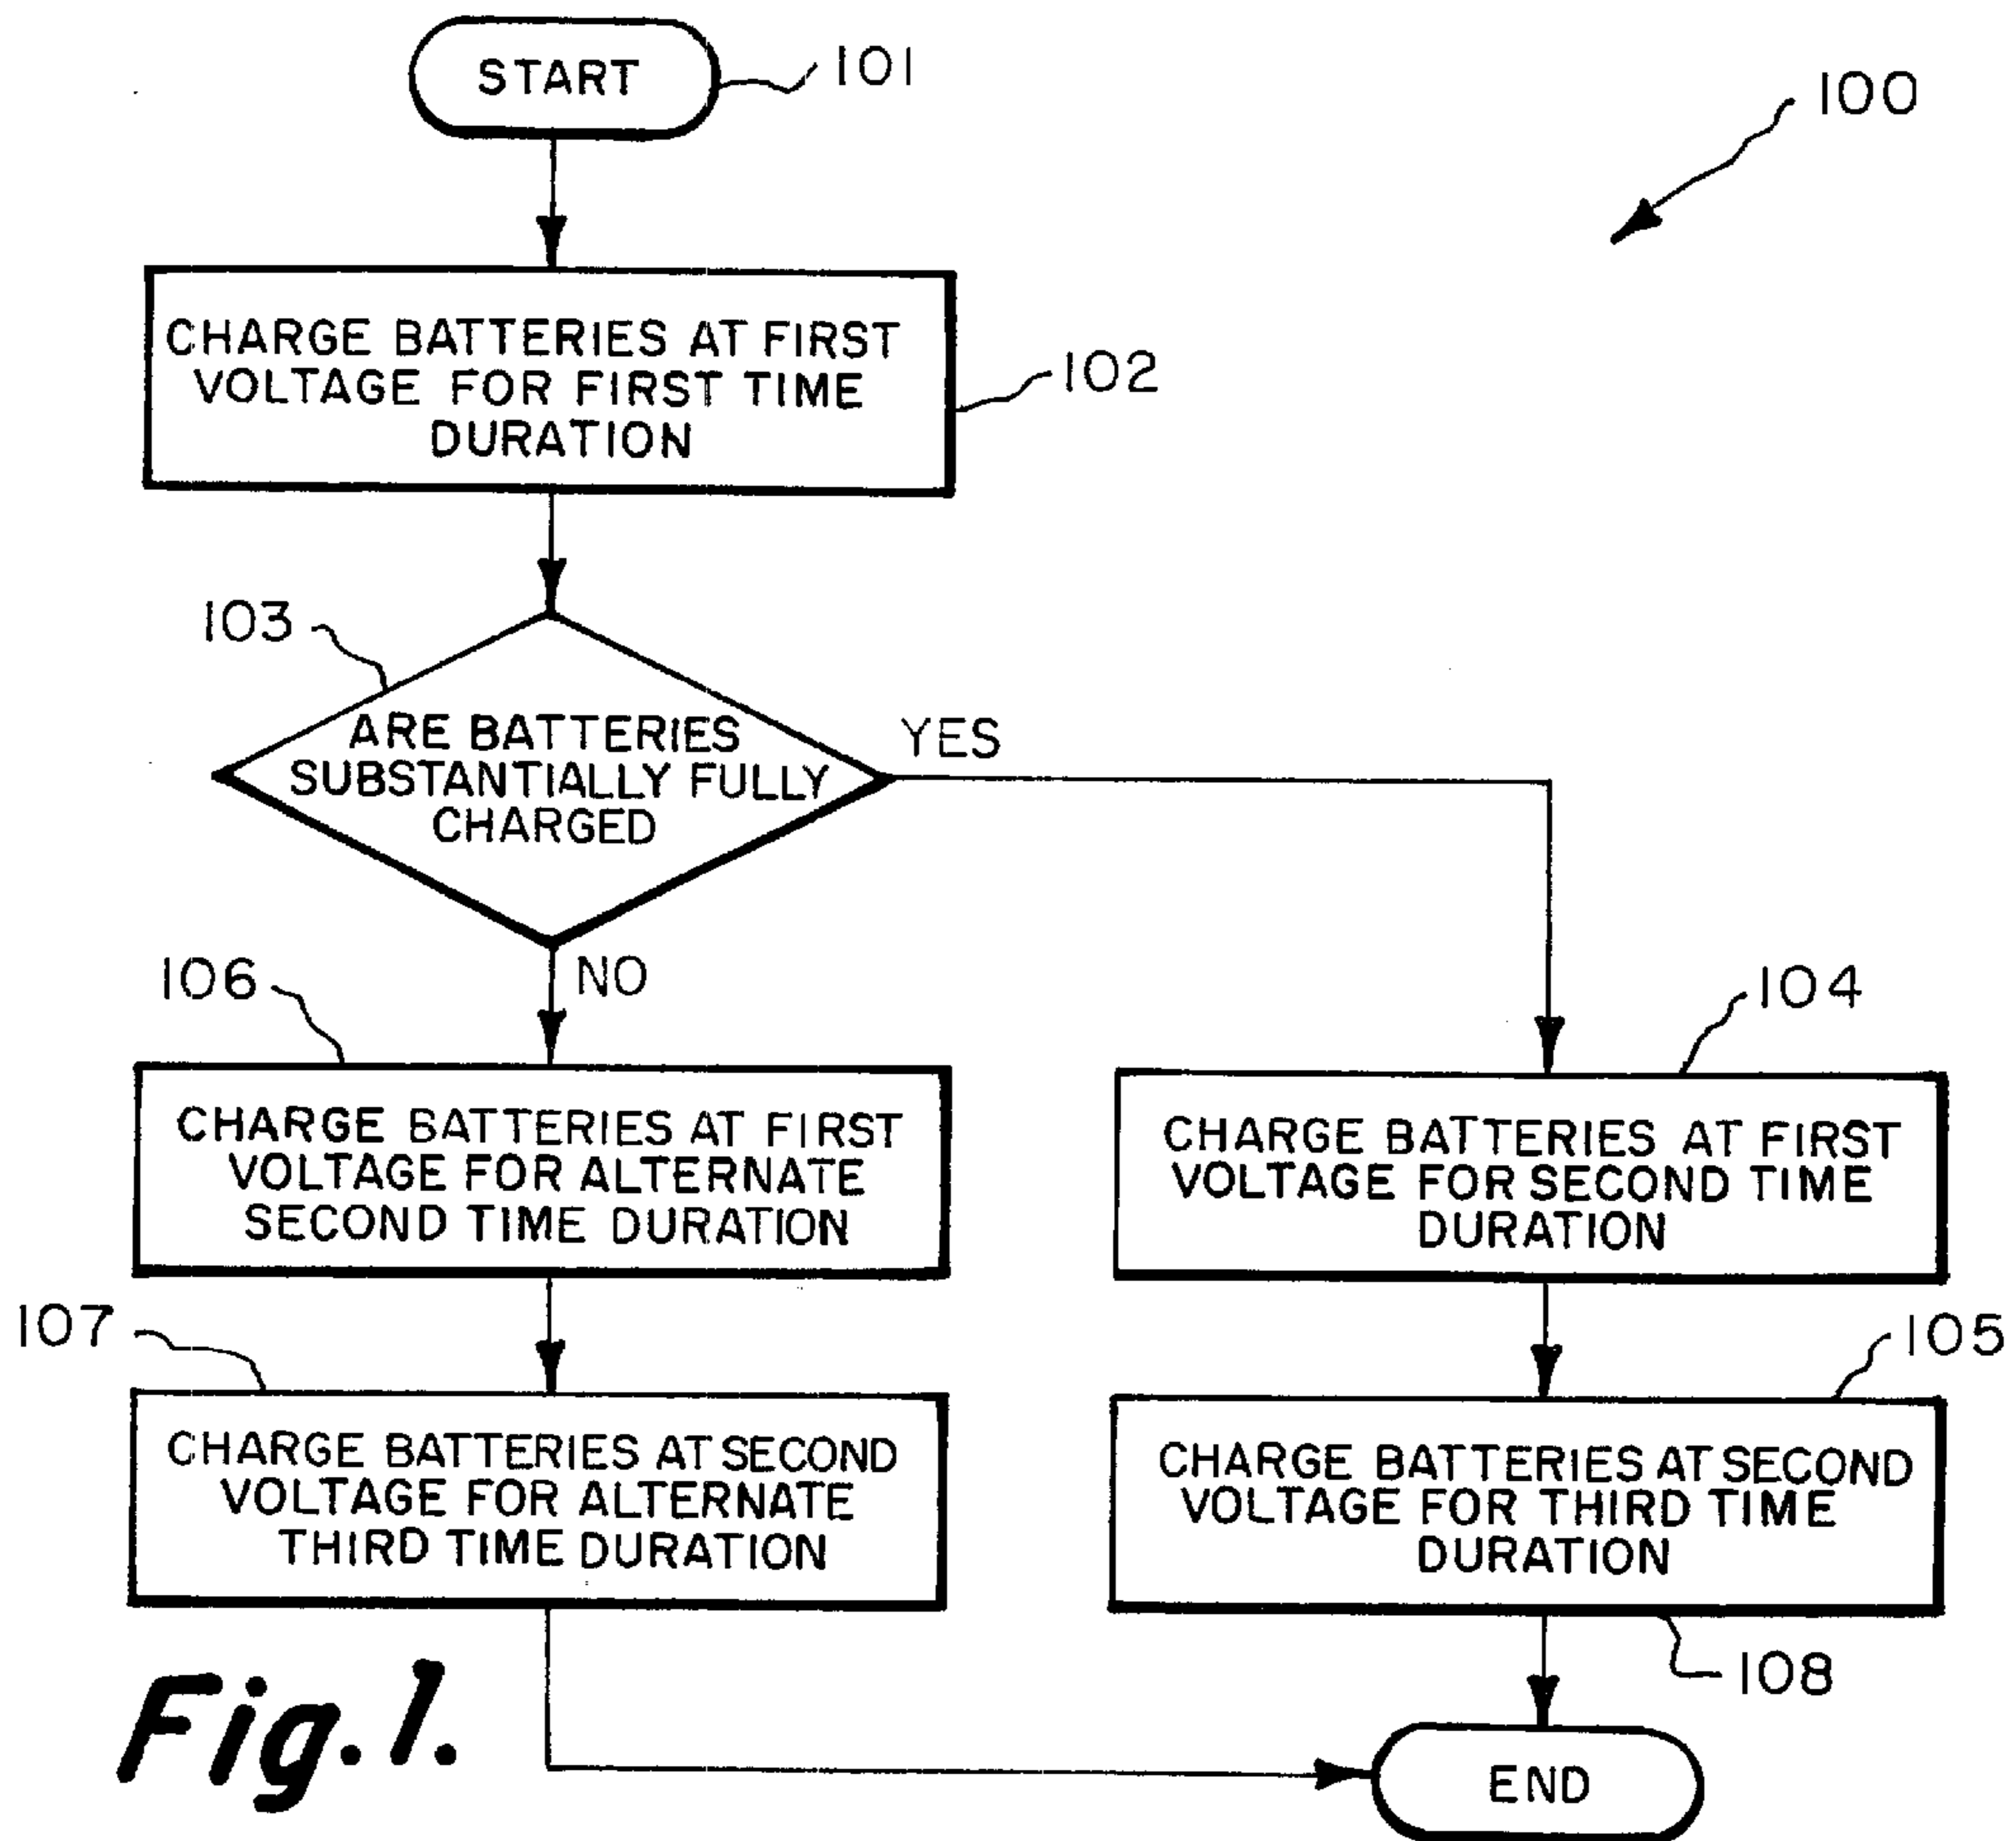 START
101
100
CHARGE BATTERIES AT FIRST
VOLTAGE FOR FIRST TIME
DURATION
102
103
ARE BATTERIES
SUBSTANTIALLY FULLY
CHARGED
YES
NO
106
CHARGE BATTERIES AT FIRST
VOLTAGE FOR ALTERNATE
SECOND TIME DURATION
104
CHARGE BATTERIES AT FIRST
VOLTAGE FOR SECOND TIME
DURATION
107
CHARGE BATTERIES AT SECOND
VOLTAGE FOR ALTERNATE
THIRD TIME DURATION
105
CHARGE BATTERIES AT SECOND
VOLTAGE FOR THIRD TIME
DURATION
108
END
Fig.1.